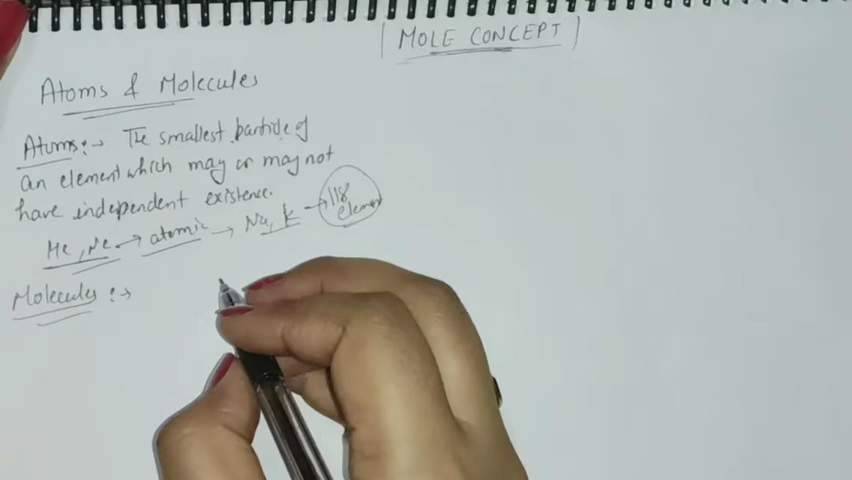 MOLE CONCEPT
Atoms & Molecules
Atoms :→ The smallest particle of
an element which may or may not
have independent existence.
He, Ne → atomic → Na, K → 118 element
Molecules :→